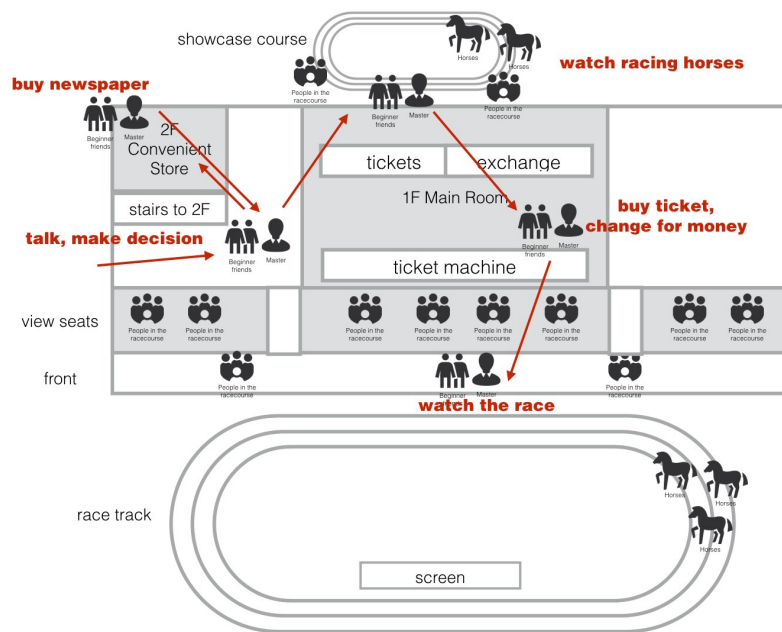 showcase course
Horses
Horses
watch racing horses
People in the
racecourse
People in the
racecourse
buy newspaper
Beginner
friends
Master
Beginner
friends
Master
2F
Convenient
Store
tickets
exchange
1F Main Room
stairs to 2F
buy ticket,
change for money
talk, make decision
Beginner
friends
Master
Beginner
friends
Master
ticket machine
view seats
People in the
racecourse
People in the
racecourse
People in the
racecourse
People in the
racecourse
People in the
racecourse
People in the
racecourse
People in the
racecourse
People in the
racecourse
front
People in the
racecourse
Beginner
friends
Master
People in the
racecourse
watch the race
race track
Horses
Horses
Horses
screen